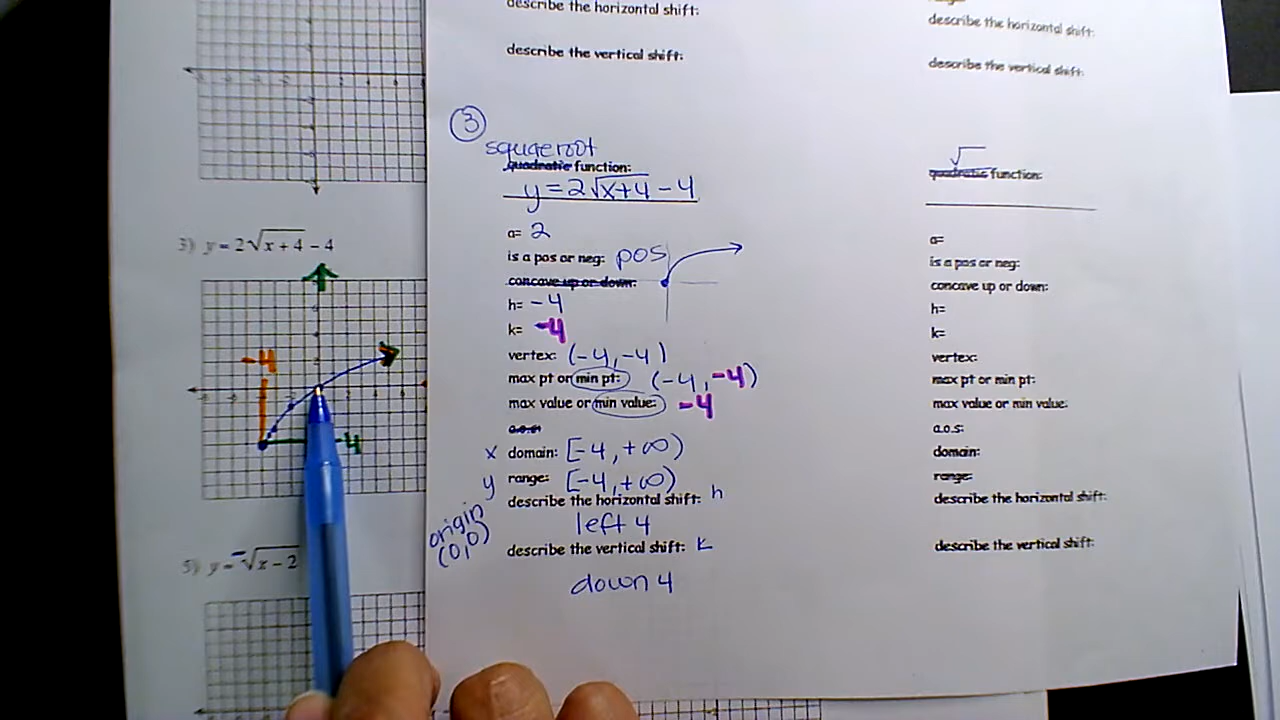 describe the horizontal shift:
describe the vertical shift:
3
squqe root
quadratic function:
y = 2√x+4 - 4
a= 2
is a pos or neg: pos
concave up or down:
h= -4
k= -4
vertex: (-4, -4)
max pt or min pt: (-4, -4)
max value or min value: -4
a.o.s:
x domain: [-4, +∞)
y range: [-4, +∞)
describe the horizontal shift: h
left 4
origin
(0,0)
describe the vertical shift: k
down 4
describe the horizontal shift:
describe the vertical shift:
√
quadratic function:
a=
is a pos or neg:
concave up or down:
h=
k=
vertex:
max pt or min pt:
max value or min value:
a.o.s:
domain:
range:
describe the horizontal shift:
describe the vertical shift:
3) y = 2√x + 4 - 4
-4
-4
5) y = -√x - 2